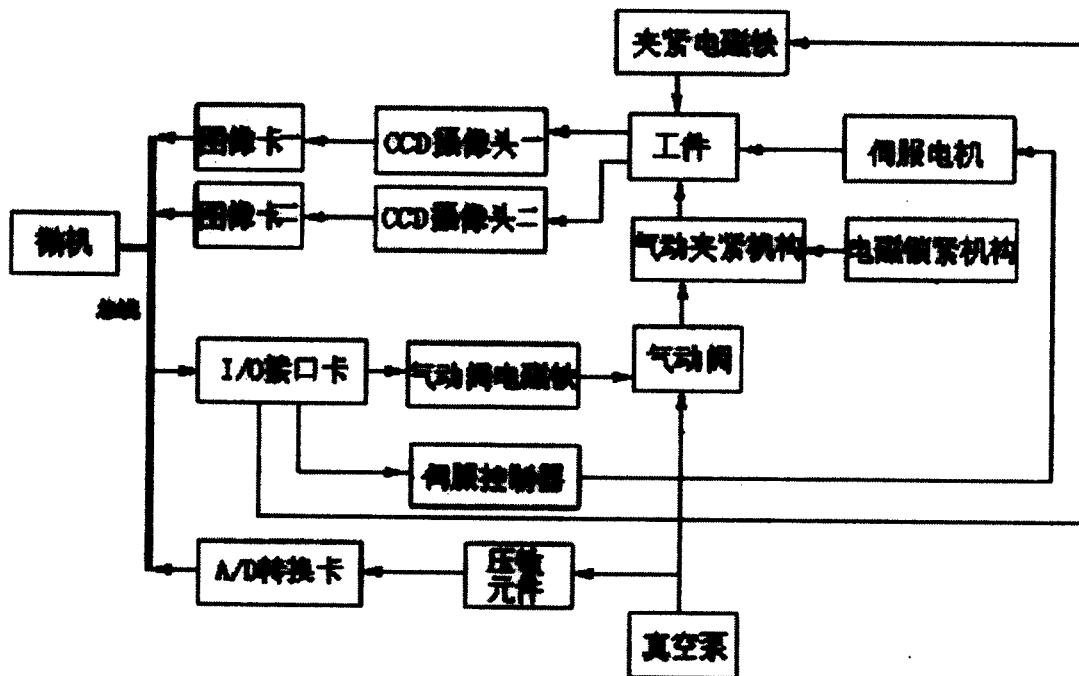 夹紧电磁铁
图像卡一
CCD摄像头一
工件
伺服电机
图像卡二
CCD摄像头二
微机
气动夹紧机构
电磁锁紧机构
总线
I/O接口卡
气动阀电磁铁
气动阀
伺服控制器
A/D转换卡
压敏
元件
真空泵